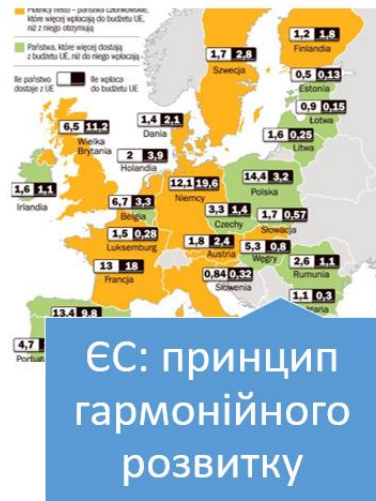 Płatnicy netto – państwa członkowskie,
które więcej wpłacają do budżetu UE,
niż z niego otrzymują
Państwa, które więcej dostają
z budżetu UE, niż do niego wpłacają
Ile państwo
dostaje z UE
Ile wpłaca
do budżetu UE
1,2 1,8
Finlandia
1,7 2,8
Szwecja
0,5 0,13
Estonia
0,9 0,15
Łotwa
1,6 0,25
Litwa
1,4 2,1
Dania
6,5 11,2
Wielka
Brytania
2 3,9
Holandia
1,6 1,1
Irlandia
12,1 19,6
Niemcy
14,4 3,2
Polska
6,7 3,3
Belgia
3,3 1,4
Czechy
1,7 0,57
Słowacja
1,5 0,28
Luksemburg
1,8 2,4
Austria
5,3 0,8
Węgry
2,6 1,1
Rumunia
13 18
Francja
0,84 0,32
Słowenia
1,1 0,3
13,4 9,8
4,7
ЄС: принцип
гармонійного
розвитку